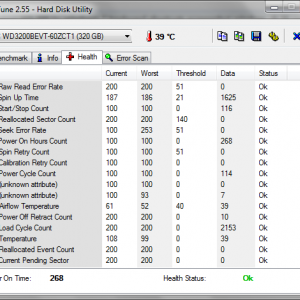 Tune 2.55 - Hard Disk Utility
WD3200BEVT-60ZCT1 (320 GB) 39 °C
Benchmark Info Health Error Scan
Current Worst Threshold Data Status
Raw Read Error Rate 200 200 51 0 Ok
Spin Up Time 187 186 21 1625 Ok
Start/Stop Count 100 100 0 116 Ok
Reallocated Sector Count 200 200 140 0 Ok
Seek Error Rate 100 253 51 0 Ok
Power On Hours Count 100 100 0 268 Ok
Spin Retry Count 100 100 51 0 Ok
Calibration Retry Count 100 100 0 0 Ok
Power Cycle Count 100 100 0 114 Ok
(unknown attribute) 100 100 0 0 Ok
(unknown attribute) 100 93 0 7 Ok
Airflow Temperature 61 52 40 39 Ok
Power Off Retract Count 200 200 0 10 Ok
Load Cycle Count 200 200 0 2153 Ok
Temperature 108 99 0 39 Ok
Reallocated Event Count 200 200 0 0 Ok
Current Pending Sector 200 200 0 0 Ok
er On Time: 268 Health Status: Ok